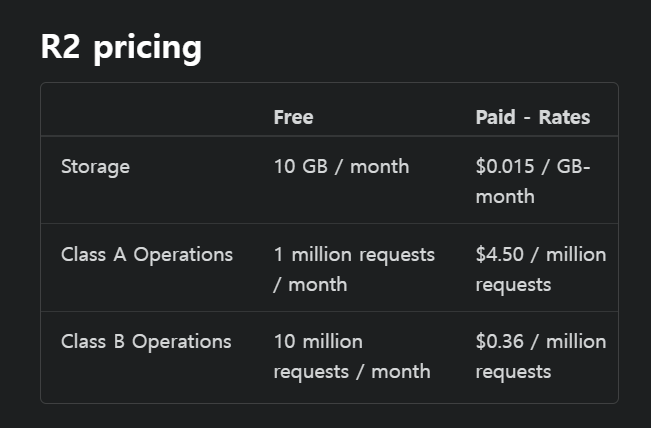 R2 pricing
Free Paid - Rates
Storage 10 GB / month $0.015 / GB-
month
Class A Operations 1 million requests $4.50 / million
/ month requests
Class B Operations 10 million $0.36 / million
requests / month requests